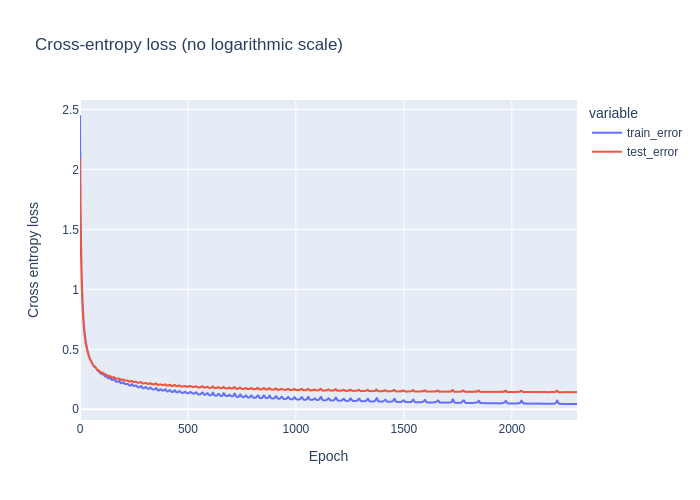 Cross-entropy loss (no logarithmic scale)
variable
train_error
test_error
Cross entropy loss
2.5
2
1.5
1
0.5
0
0
500
1000
1500
2000
Epoch